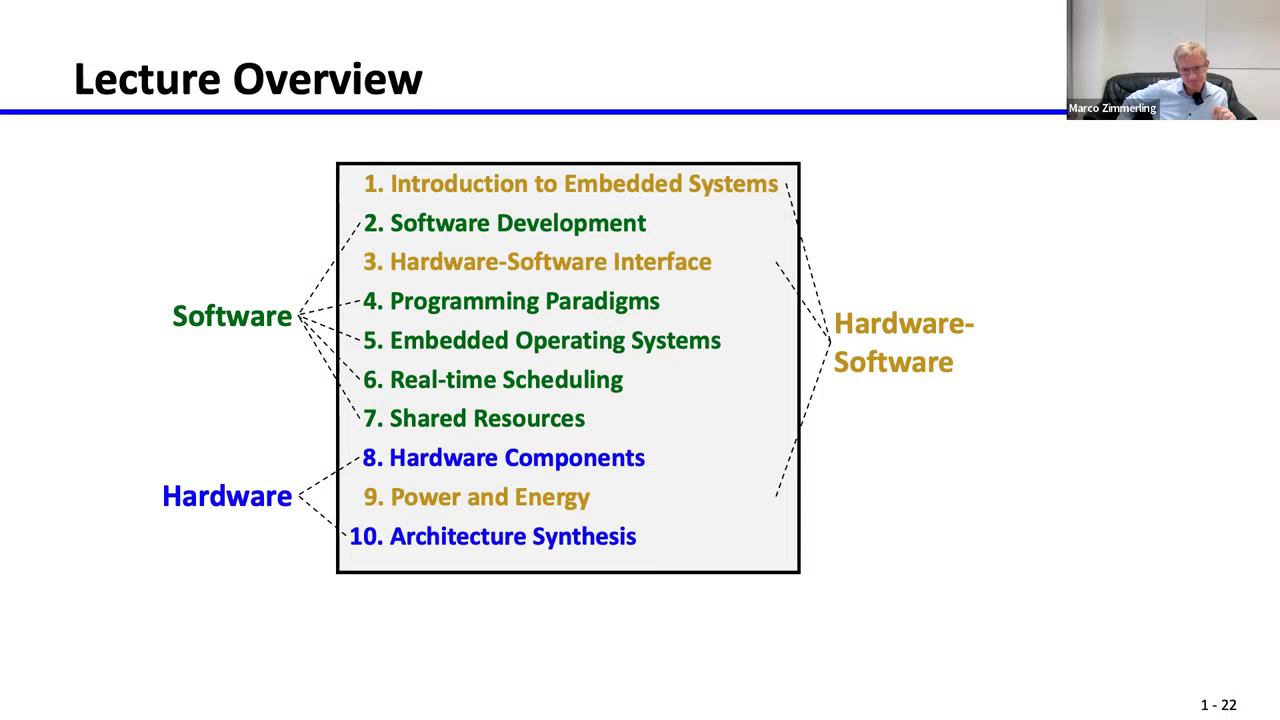 Lecture Overview
Marco Zimmerling
1. Introduction to Embedded Systems
2. Software Development
3. Hardware-Software Interface
4. Programming Paradigms
5. Embedded Operating Systems
6. Real-time Scheduling
7. Shared Resources
8. Hardware Components
9. Power and Energy
10. Architecture Synthesis
Software
Hardware
Hardware-
Software
1 - 22